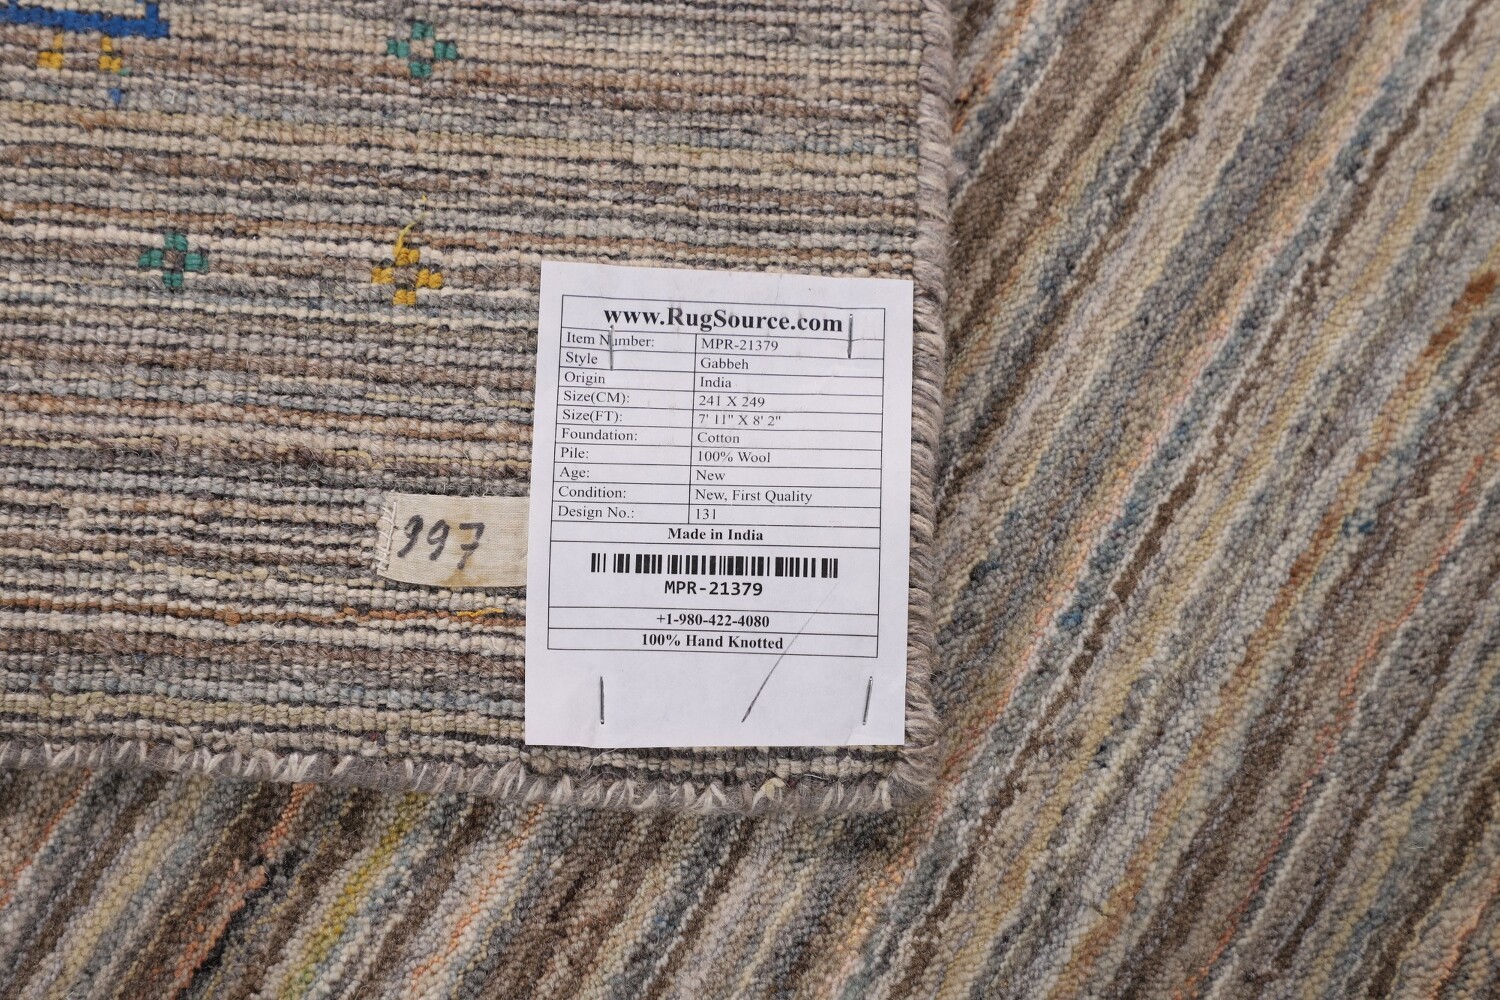 www.RugSource.com
Item Number: MPR-21379
Style Gabbeh
Origin India
Size(CM): 241 X 249
Size(FT): 7' 11" X 8' 2"
Foundation: Cotton
Pile: 100% Wool
Age: New
Condition: New, First Quality
Design No.: 131
Made in India
MPR-21379
+1-980-422-4080
100% Hand Knotted
997